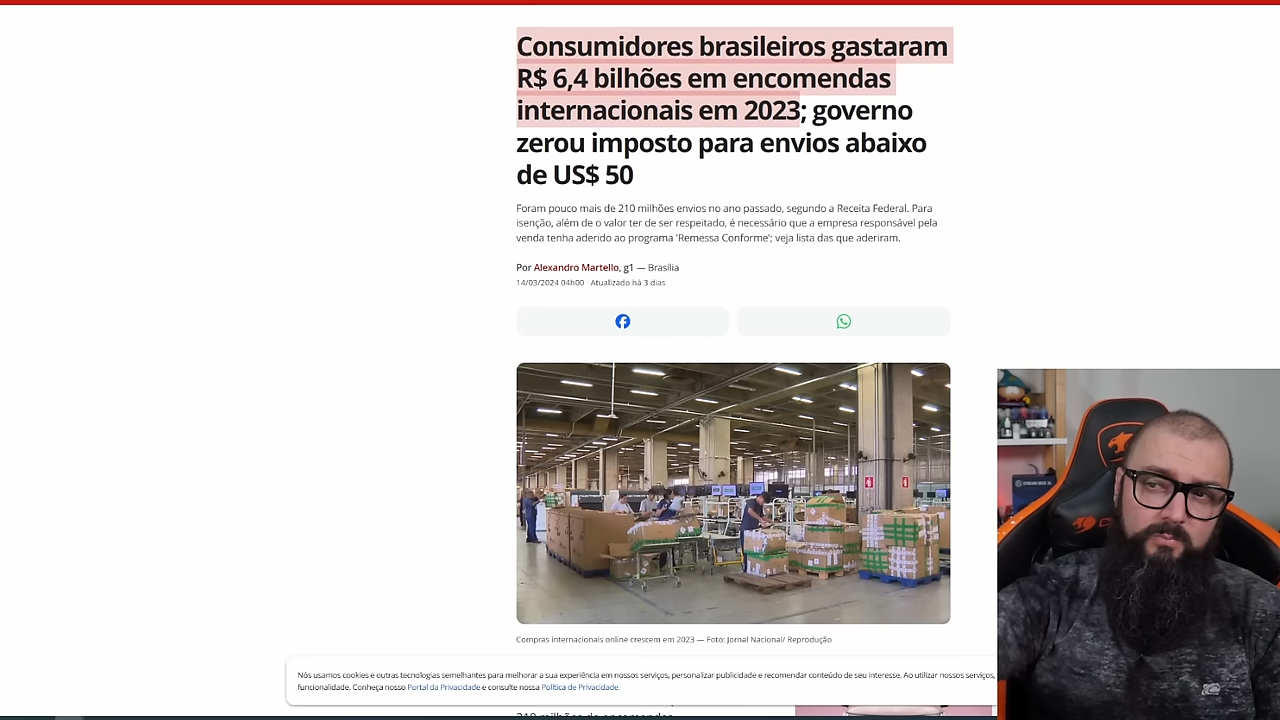 Consumidores brasileiros gastaram
R$ 6,4 bilhões em encomendas
internacionais em 2023; governo
zerou imposto para envios abaixo
de US$ 50
Foram pouco mais de 210 milhões envios no ano passado, segundo a Receita Federal. Para
isenção, além de o valor ter de ser respeitado, é necessário que a empresa responsável pela
venda tenha aderido ao programa 'Remessa Conforme'; veja lista das que aderiram.
Por Alexandro Martello, g1 — Brasília
14/03/2024 04h00 · Atualizado há 3 dias
Compras internacionais online crescem em 2023 — Foto: Jornal Nacional/ Reprodução
Nós usamos cookies e outras tecnologias semelhantes para melhorar a sua experiência em nossos serviços, personalizar publicidade e recomendar conteúdo de seu interesse. Ao utilizar nossos serviços,
funcionalidade. Conheça nosso Portal da Privacidade e consulte nossa Política de Privacidade.
210 milhões de encomendas